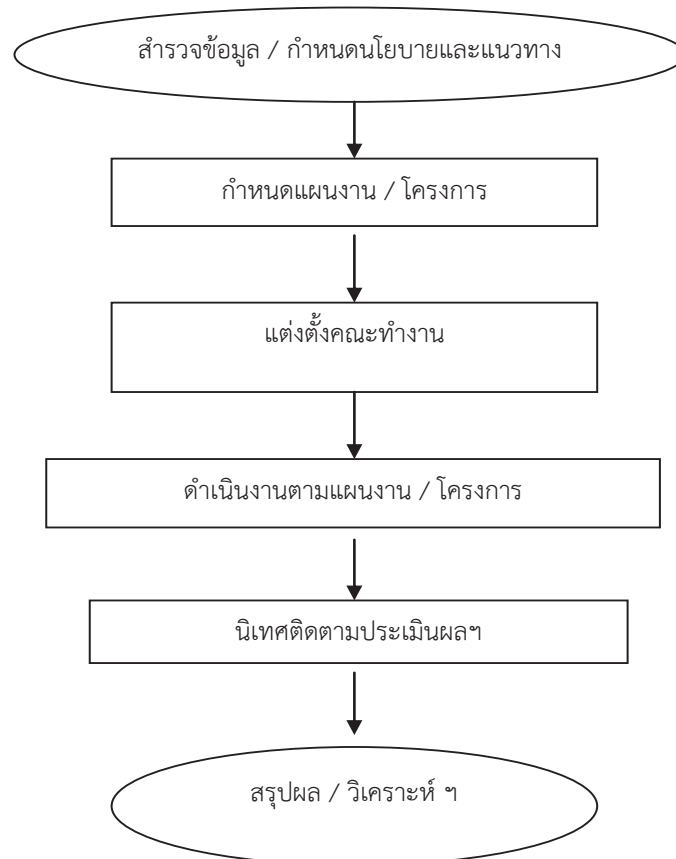 สำรวจข้อมูล / กำหนดนโยบายและแนวทาง
กำหนดแผนงาน / โครงการ
แต่งตั้งคณะทำงาน
ดำเนินงานตามแผนงาน / โครงการ
นิเทศติดตามประเมินผลฯ
สรุปผล / วิเคราะห์ ฯ